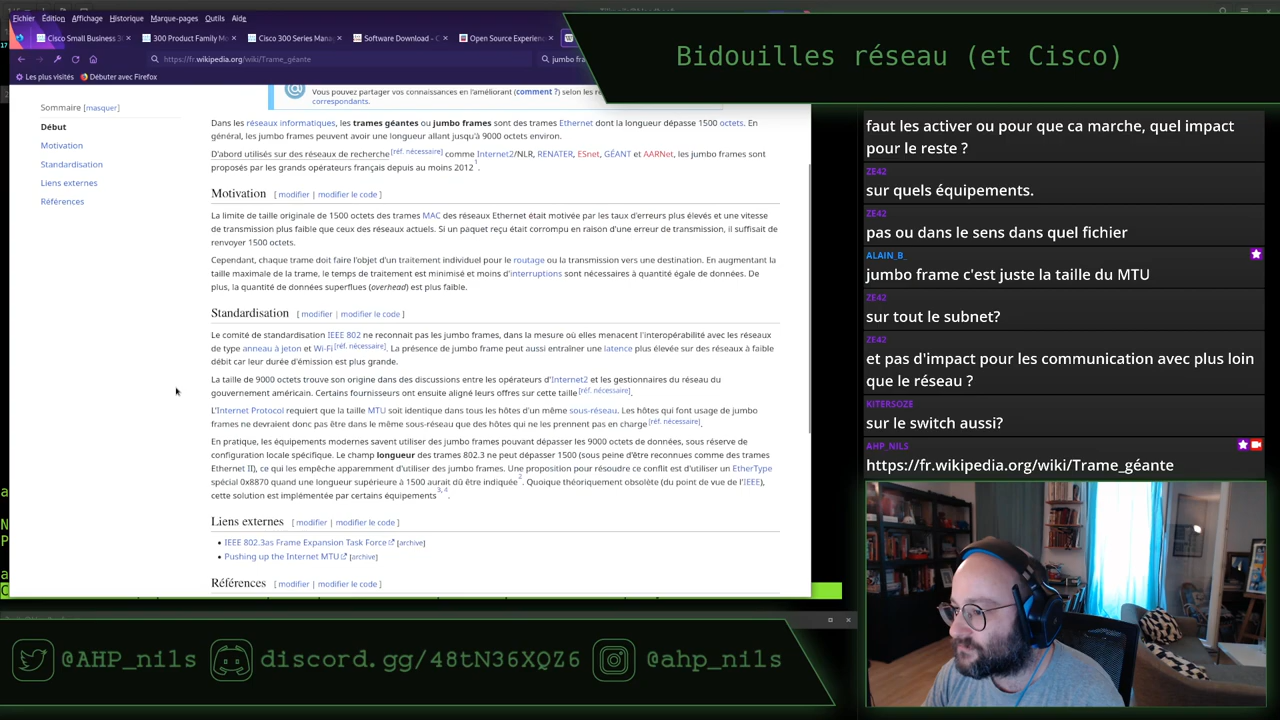 Fichier Édition Affichage Historique Marque-pages Outils Aide
Cisco Small Business 3
300 Product Family M
Cisco 300 Series Manag
Software Download - C
Open Source Experienc
https://fr.wikipedia.org/wiki/Trame_géante
jumbo fra
Les plus visités Débuter avec Firefox
Bidouilles réseau (et Cisco)
Sommaire [masquer]
Début
Motivation
Standardisation
Liens externes
Références
Vous pouvez partager vos connaissances en l'améliorant (comment ?) selon les re
correspondants.
Dans les réseaux informatiques, les trames géantes ou jumbo frames sont des trames Ethernet dont la longueur dépasse 1500 octets. En
général, les jumbo frames peuvent avoir une longueur allant jusqu'à 9000 octets environ.
D'abord utilisés sur des réseaux de recherche[réf. nécessaire] comme Internet2/NLR, RENATER, ESnet, GÉANT et AARNet, les jumbo frames sont
proposés par les grands opérateurs français depuis au moins 2012 1.
Motivation [ modifier | modifier le code ]
La limite de taille originale de 1500 octets des trames MAC des réseaux Ethernet était motivée par les taux d'erreurs plus élevés et une vitesse
de transmission plus faible que ceux des réseaux actuels. Si un paquet reçu était corrompu en raison d'une erreur de transmission, il suffisait de
renvoyer 1500 octets.
Cependant, chaque trame doit faire l'objet d'un traitement individuel pour le routage ou la transmission vers une destination. En augmentant la
taille maximale de la trame, le temps de traitement est minimisé et moins d'interruptions sont nécessaires à quantité égale de données. De
plus, la quantité de données superflues (overhead) est plus faible.
Standardisation [ modifier | modifier le code ]
Le comité de standardisation IEEE 802 ne reconnait pas les jumbo frames, dans la mesure où elles menacent l'interopérabilité avec les réseaux
de type anneau à jeton et Wi-Fi[réf. nécessaire]. La présence de jumbo frame peut aussi entraîner une latence plus élevée sur des réseaux à faible
débit car leur durée d'émission est plus grande.
La taille de 9000 octets trouve son origine dans des discussions entre les opérateurs d'Internet2 et les gestionnaires du réseau du
gouvernement américain. Certains fournisseurs ont ensuite aligné leurs offres sur cette taille[réf. nécessaire].
L'Internet Protocol requiert que la taille MTU soit identique dans tous les hôtes d'un même sous-réseau. Les hôtes qui font usage de jumbo
frames ne devraient donc pas être dans le même sous-réseau que des hôtes qui ne les prennent pas en charge[réf. nécessaire].
En pratique, les équipements modernes savent utiliser des jumbo frames pouvant dépasser les 9000 octets de données, sous réserve de
configuration locale spécifique. Le champ longueur des trames 802.3 ne peut dépasser 1500 (sous peine d'être reconnues comme des trames
Ethernet II), ce qui les empêche apparemment d'utiliser des jumbo frames. Une proposition pour résoudre ce conflit est d'utiliser un EtherType
spécial 0x8870 quand une longueur supérieure à 1500 aurait dû être indiquée 2. Quoique théoriquement obsolète (du point de vue de l'IEEE),
cette solution est implémentée par certains équipements 3, 4.
Liens externes [ modifier | modifier le code ]
• IEEE 802.3as Frame Expansion Task Force [archive]
• Pushing up the Internet MTU [archive]
Références [ modifier | modifier le code ]
faut les activer ou pour que ca marche, quel impact
pour le reste ?
ZE42
sur quels équipements.
ZE42
pas ou dans le sens dans quel fichier
ALAIN_B_
jumbo frame c'est juste la taille du MTU
ZE42
sur tout le subnet?
ZE42
et pas d'impact pour les communication avec plus loin
que le réseau ?
KITERSOZE
sur le switch aussi?
AHP_NILS
https://fr.wikipedia.org/wiki/Trame_géante
@AHP_nils discord.gg/48tN36XQZ6 @ahp_nils